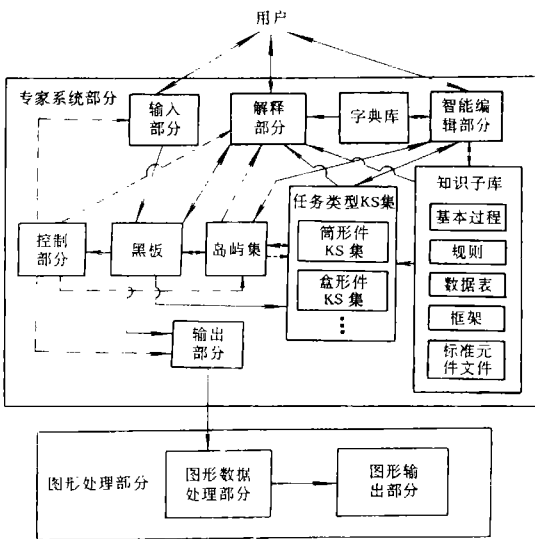 用户
专家系统部分
输入
部分
解释
部分
字典库
智能编
辑部分
知识子库
基本过程
规则
数据表
框架
标准元
件文件
任务类型KS集
筒形件
KS 集
盒形件
KS集
控制
部分
黑板
岛屿集
输出
部分
图形处理部分
图形数据
处理部分
图形输
出部分